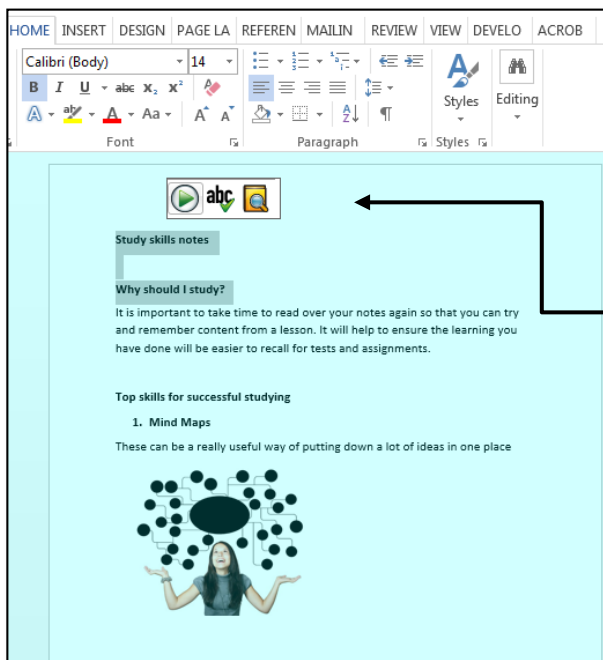 HOME INSERT DESIGN PAGE LA REFEREN MAILIN REVIEW VIEW DEVELO ACROB
Calibri (Body) 14
B I U abc X₂ X² 
A aby A Aa A A A Z ¶
Styles Editing
Font Paragraph Styles
abc
Study skills notes
Why should I study?
It is important to take time to read over your notes again so that you can try
and remember content from a lesson. It will help to ensure the learning you
have done will be easier to recall for tests and assignments.
Top skills for successful studying
1. Mind Maps
These can be a really useful way of putting down a lot of ideas in one place